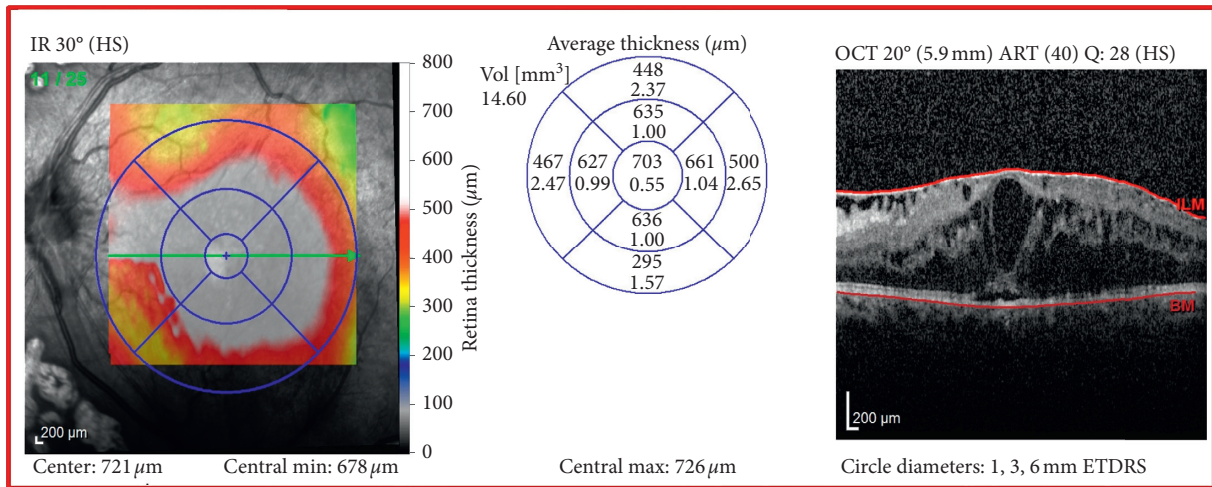 IR 30° (HS)
11 / 25
200 µm
800
700
600
500
400
300
200
100
0
Retina thickness (µm)
Center: 721 µm
Central min: 678 µm
Average thickness (µm)
Vol [mm³]
14.60
448
2.37
635
1.00
467 627 703 661 500
2.47 0.99 0.55 1.04 2.65
636
1.00
295
1.57
Central max: 726 µm
OCT 20° (5.9 mm) ART (40) Q: 28 (HS)
ILM
BM
200 µm
Circle diameters: 1, 3, 6 mm ETDRS